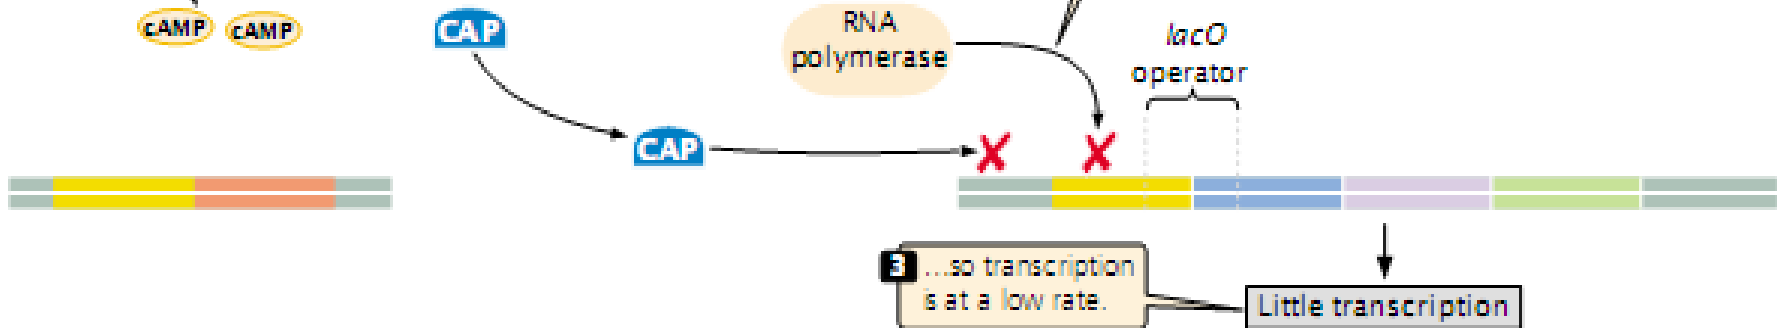 cAMP
cAMP
CAP
RNA
polymerase
lacO
operator
CAP
3 ...so transcription
is at a low rate.
Little transcription